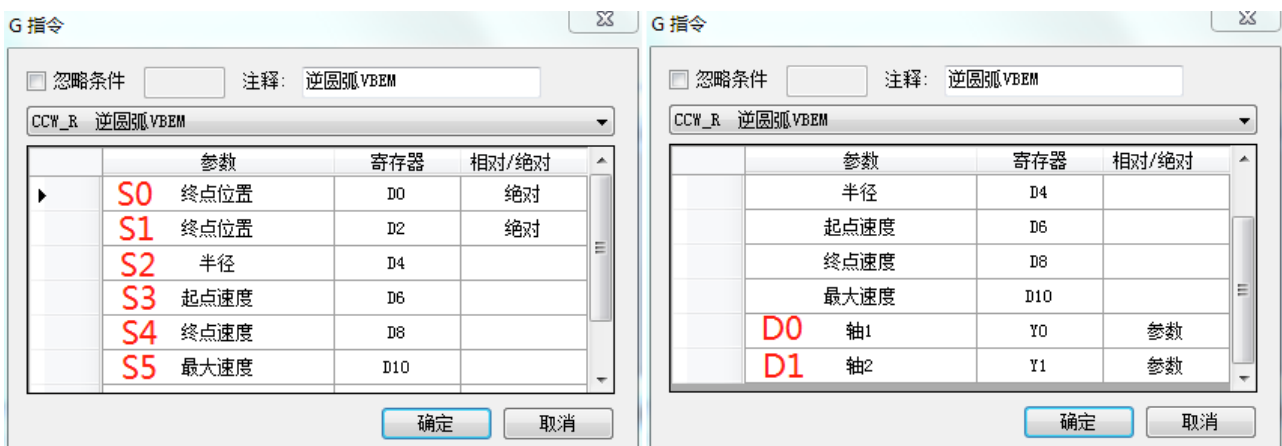 G 指令
忽略条件 注释: 逆圆弧VBEM
CCW_R 逆圆弧VBEM
参数 寄存器 相对/绝对
S0 终点位置 D0 绝对
S1 终点位置 D2 绝对
S2 半径 D4
S3 起点速度 D6
S4 终点速度 D8
S5 最大速度 D10
确定 取消
G 指令
忽略条件 注释: 逆圆弧VBEM
CCW_R 逆圆弧VBEM
参数 寄存器 相对/绝对
半径 D4
起点速度 D6
终点速度 D8
最大速度 D10
D0 轴1 Y0 参数
D1 轴2 Y1 参数
确定 取消